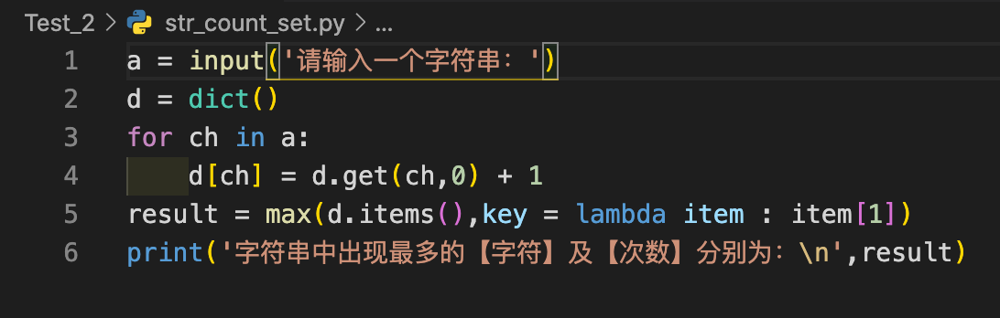 Test_2 > str_count_set.py > ...
1 a = input('请输入一个字符串：')
2 d = dict()
3 for ch in a:
4     d[ch] = d.get(ch,0) + 1
5 result = max(d.items(),key = lambda item : item[1])
6 print('字符串中出现最多的【字符】及【次数】分别为：\n',result)